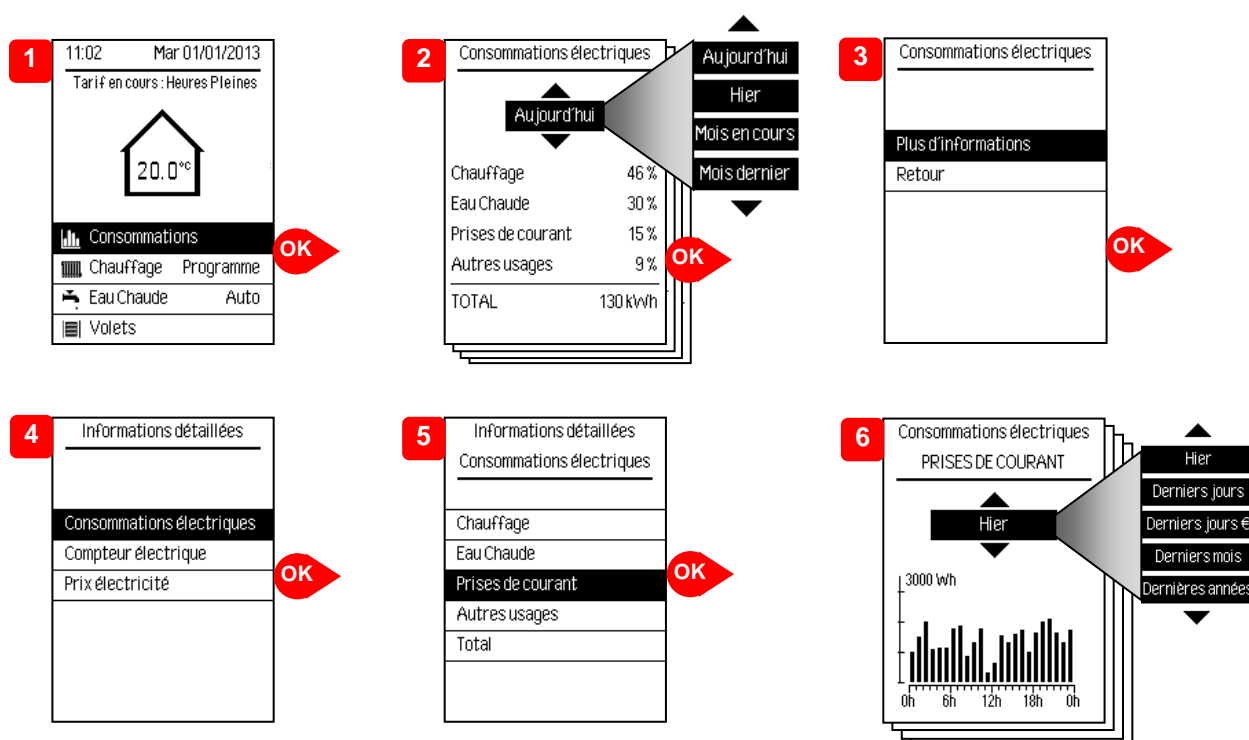 1
11:02 Mar 01/01/2013
Tarif en cours : Heures Pleines
20.0°C
Consommations
Chauffage Programme
Eau Chaude Auto
Volets
OK
2
Consommations électriques
Aujourd'hui
Chauffage 46 %
Eau Chaude 30 %
Prises de courant 15 %
Autres usages 9 %
TOTAL 130 kWh
OK
Aujourd'hui
Hier
Mois en cours
Mois dernier
3
Consommations électriques
Plus d'informations
Retour
OK
4
Informations détaillées
Consommations électriques
Compteur électrique
Prix électricité
OK
5
Informations détaillées
Consommations électriques
Chauffage
Eau Chaude
Prises de courant
Autres usages
Total
OK
6
Consommations électriques
PRISES DE COURANT
Hier
3000 Wh
0h 6h 12h 18h 0h
Hier
Derniers jours
Derniers jours €
Derniers mois
Dernières années